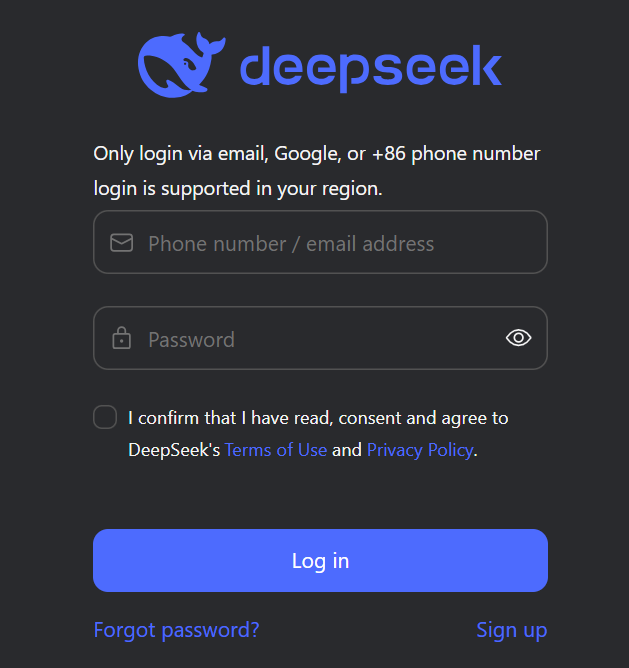 deepseek
Only login via email, Google, or +86 phone number
login is supported in your region.
Phone number / email address
Password
I confirm that I have read, consent and agree to
DeepSeek's Terms of Use and Privacy Policy.
Log in
Forgot password? Sign up